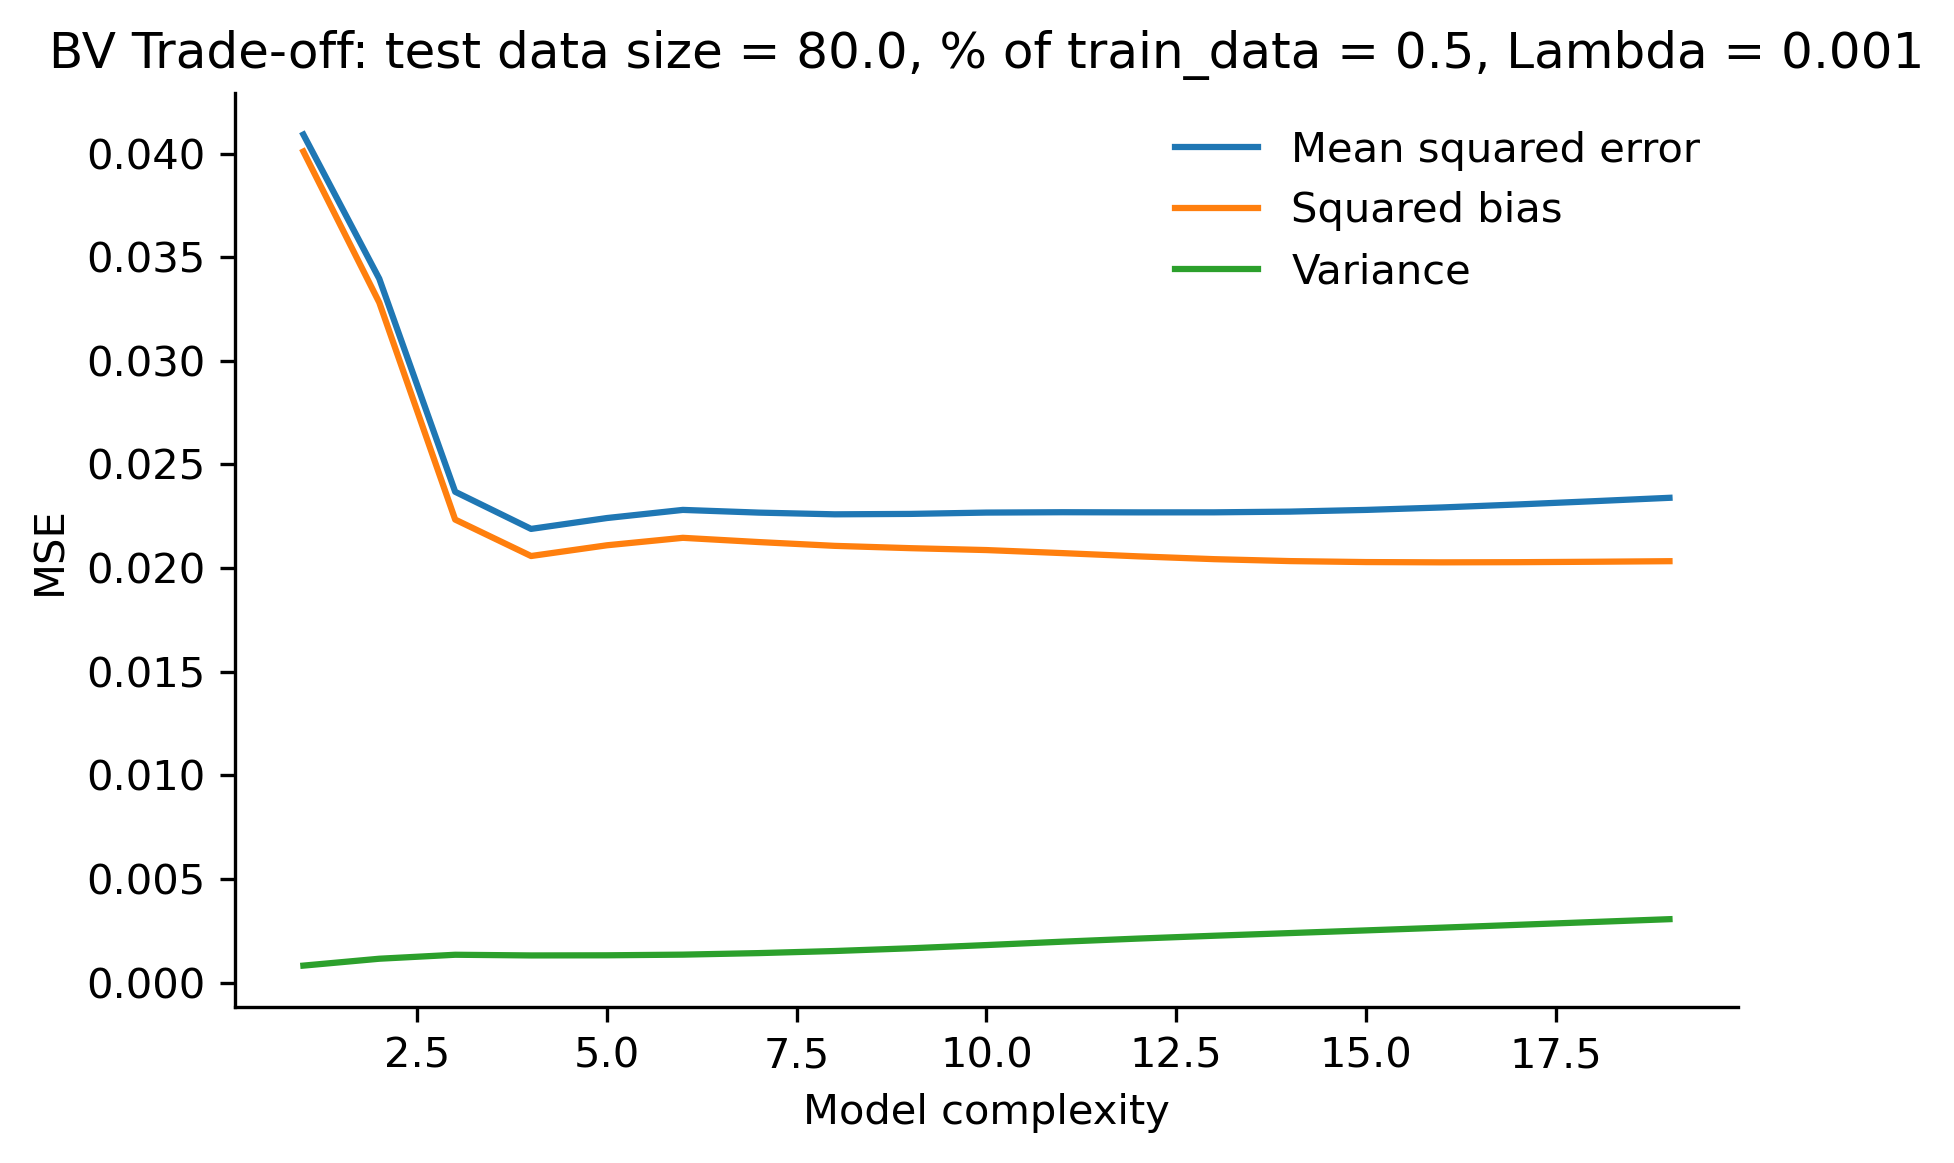 BV Trade-off: test data size = 80.0, % of train_data = 0.5, Lambda = 0.001
Mean squared error
Squared bias
Variance
MSE
0.040
0.035
0.030
0.025
0.020
0.015
0.010
0.005
0.000
2.5 5.0 7.5 10.0 12.5 15.0 17.5
Model complexity